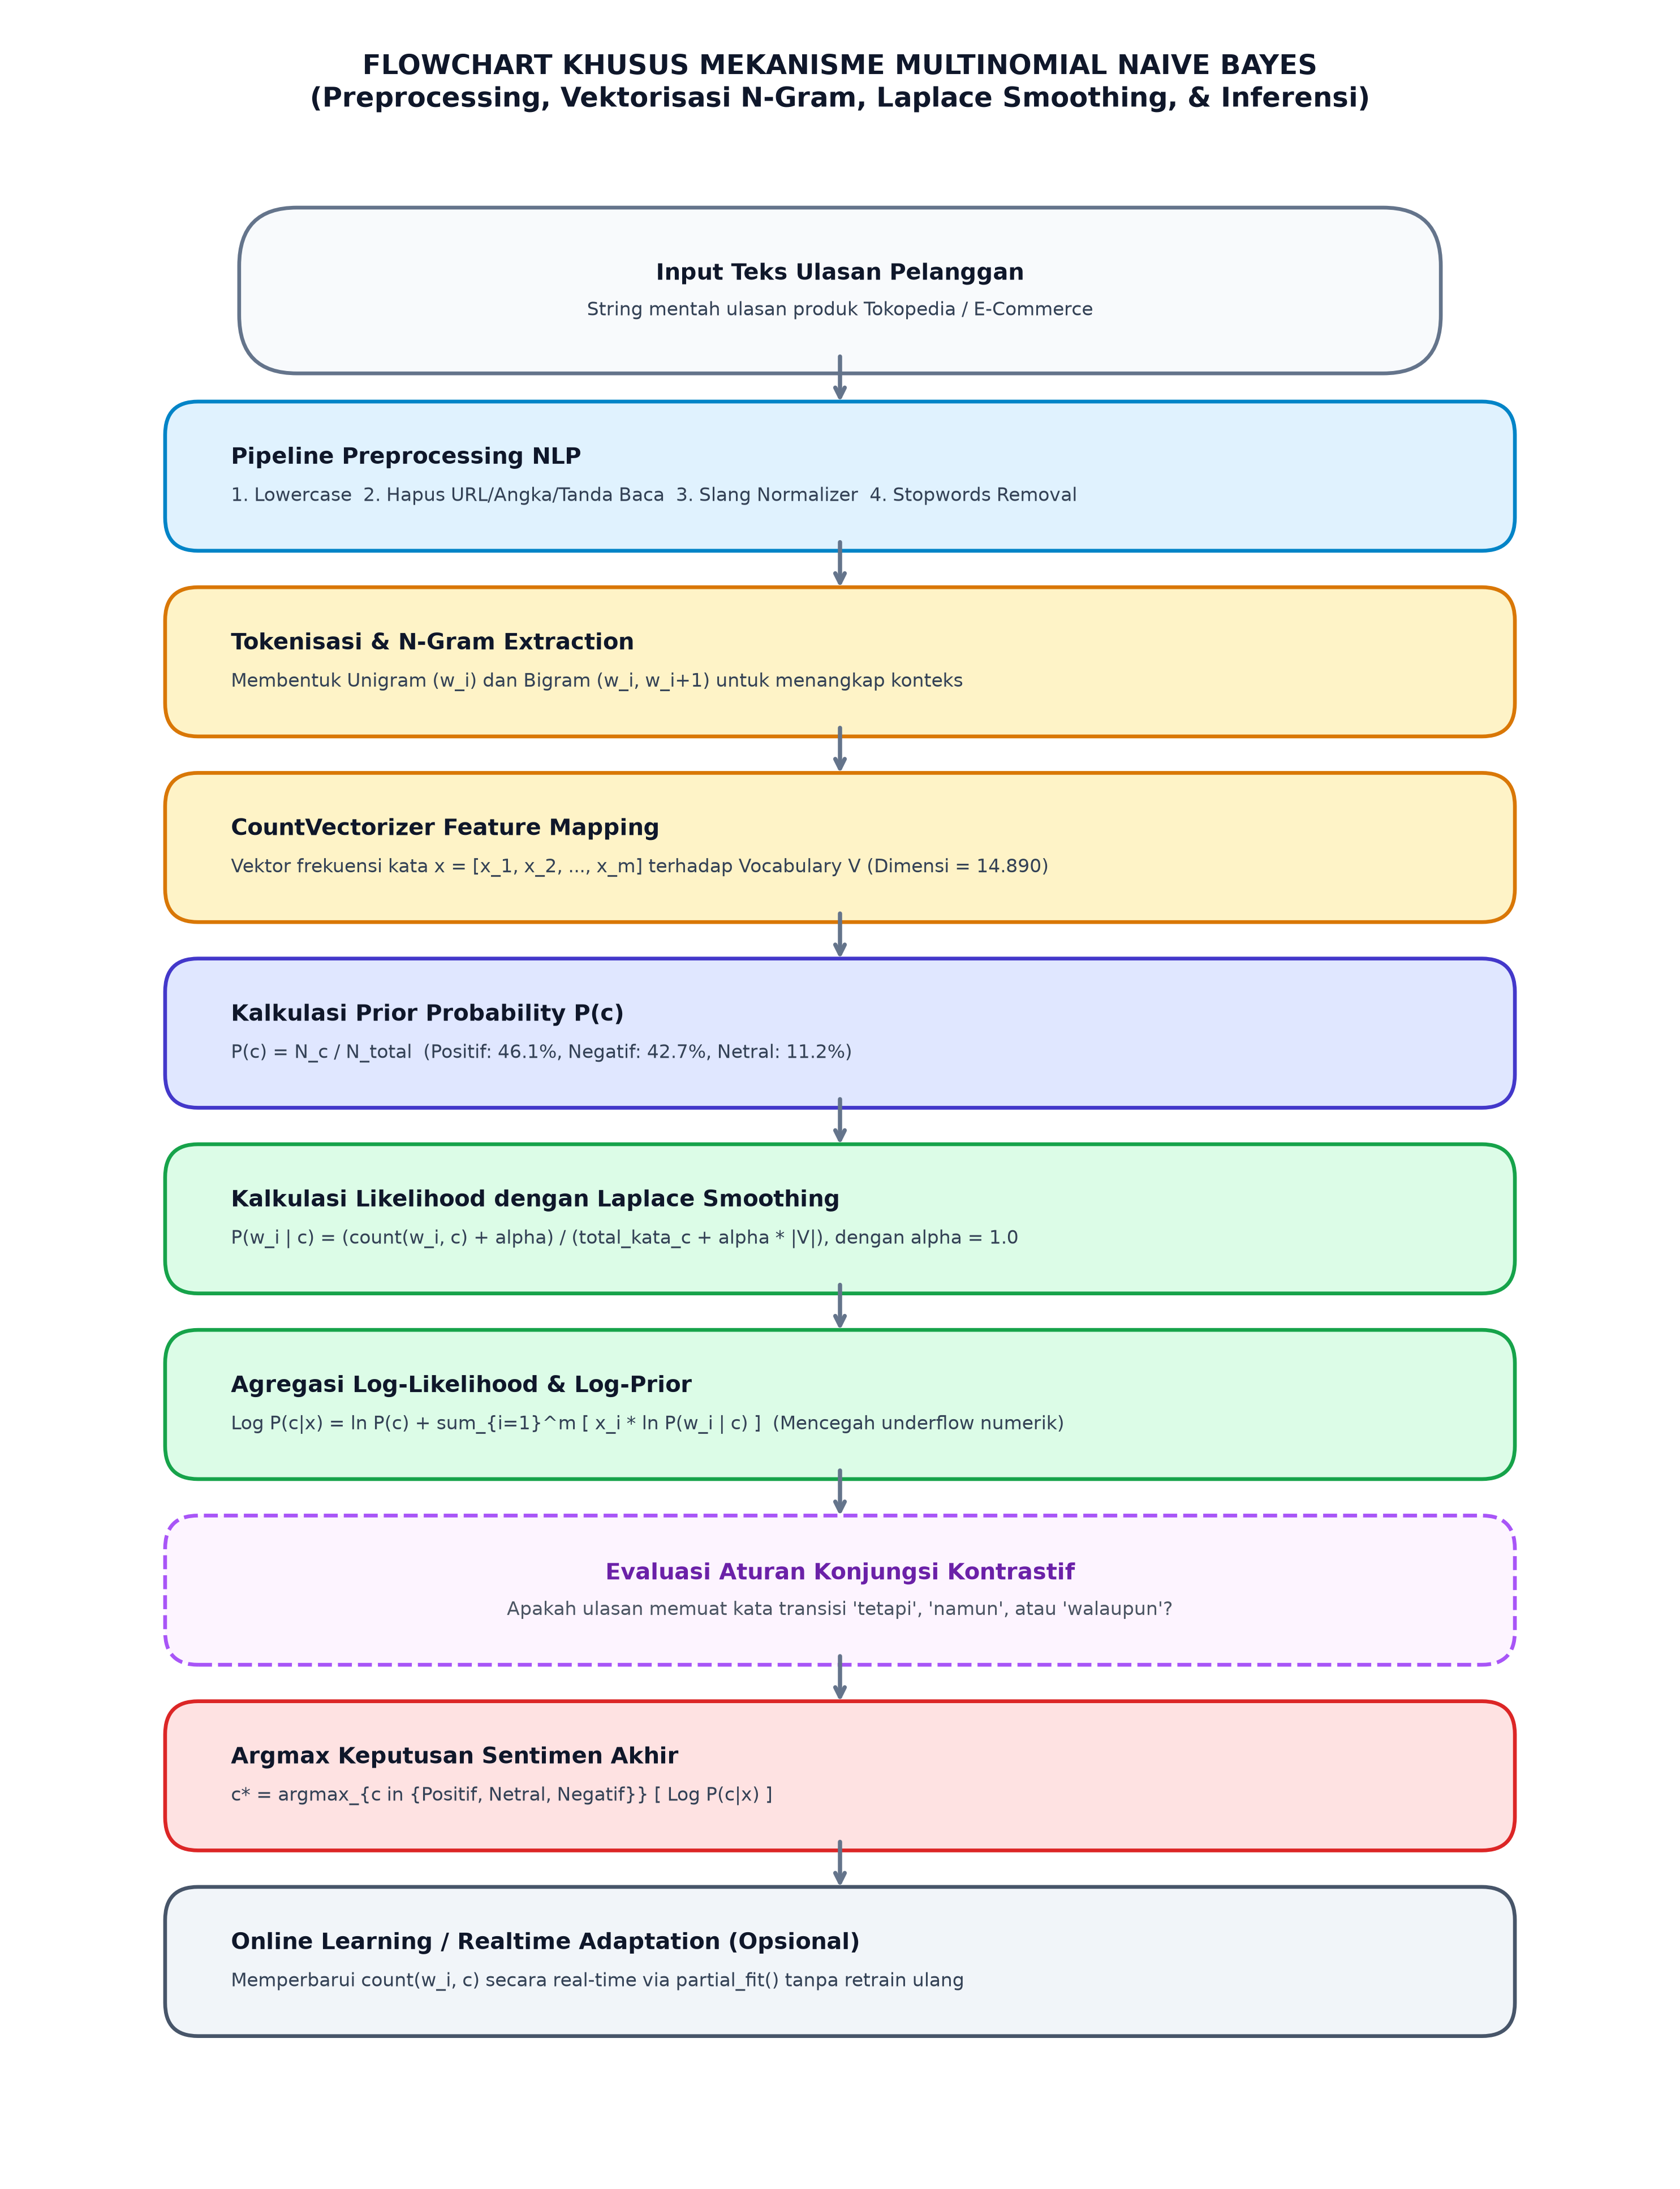 FLOWCHART KHUSUS MEKANISME MULTINOMIAL NAIVE BAYES
(Preprocessing, Vektorisasi N-Gram, Laplace Smoothing, & Inferensi)
Input Teks Ulasan Pelanggan
String mentah ulasan produk Tokopedia / E-Commerce
Pipeline Preprocessing NLP
1. Lowercase  2. Hapus URL/Angka/Tanda Baca  3. Slang Normalizer  4. Stopwords Removal
Tokenisasi & N-Gram Extraction
Membentuk Unigram (w_i) dan Bigram (w_i, w_i+1) untuk menangkap konteks
CountVectorizer Feature Mapping
Vektor frekuensi kata x = [x_1, x_2, ..., x_m] terhadap Vocabulary V (Dimensi = 14.890)
Kalkulasi Prior Probability P(c)
P(c) = N_c / N_total  (Positif: 46.1%, Negatif: 42.7%, Netral: 11.2%)
Kalkulasi Likelihood dengan Laplace Smoothing
P(w_i | c) = (count(w_i, c) + alpha) / (total_kata_c + alpha * |V|), dengan alpha = 1.0
Agregasi Log-Likelihood & Log-Prior
Log P(c|x) = ln P(c) + sum_{i=1}^m [ x_i * ln P(w_i | c) ]  (Mencegah underflow numerik)
Evaluasi Aturan Konjungsi Kontrastif
Apakah ulasan memuat kata transisi 'tetapi', 'namun', atau 'walaupun'?
Argmax Keputusan Sentimen Akhir
c* = argmax_{c in {Positif, Netral, Negatif}} [ Log P(c|x) ]
Online Learning / Realtime Adaptation (Opsional)
Memperbarui count(w_i, c) secara real-time via partial_fit() tanpa retrain ulang